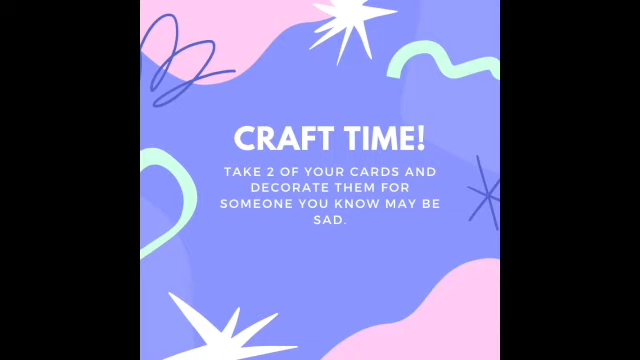 CRAFT TIME!
TAKE 2 OF YOUR CARDS AND
DECORATE THEM FOR
SOMEONE YOU KNOW MAY BE
SAD.